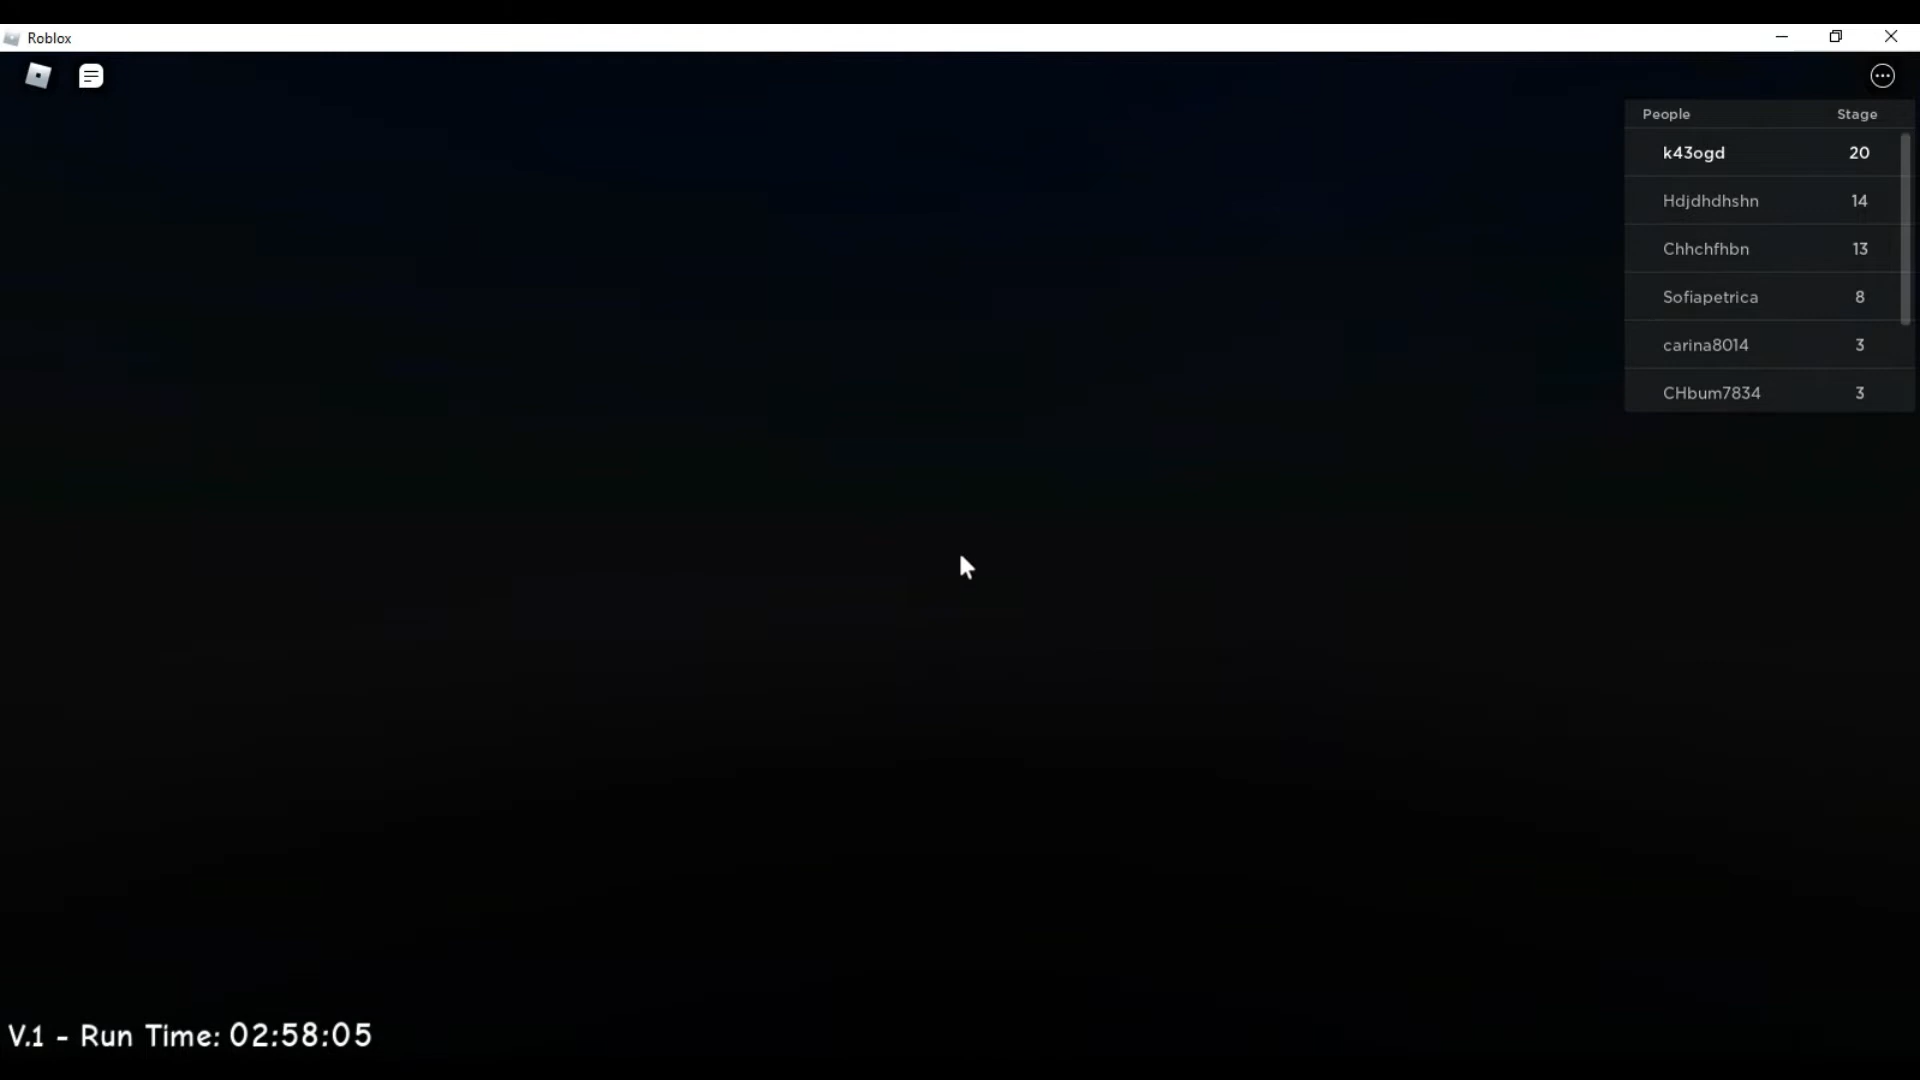 Roblox
People Stage
k43ogd 20
Hdjdhdhshn 14
Chhchfhbn 13
Sofiapetrica 8
carina8014 3
CHbum7834 3
V.1 - Run Time: 02:58:05